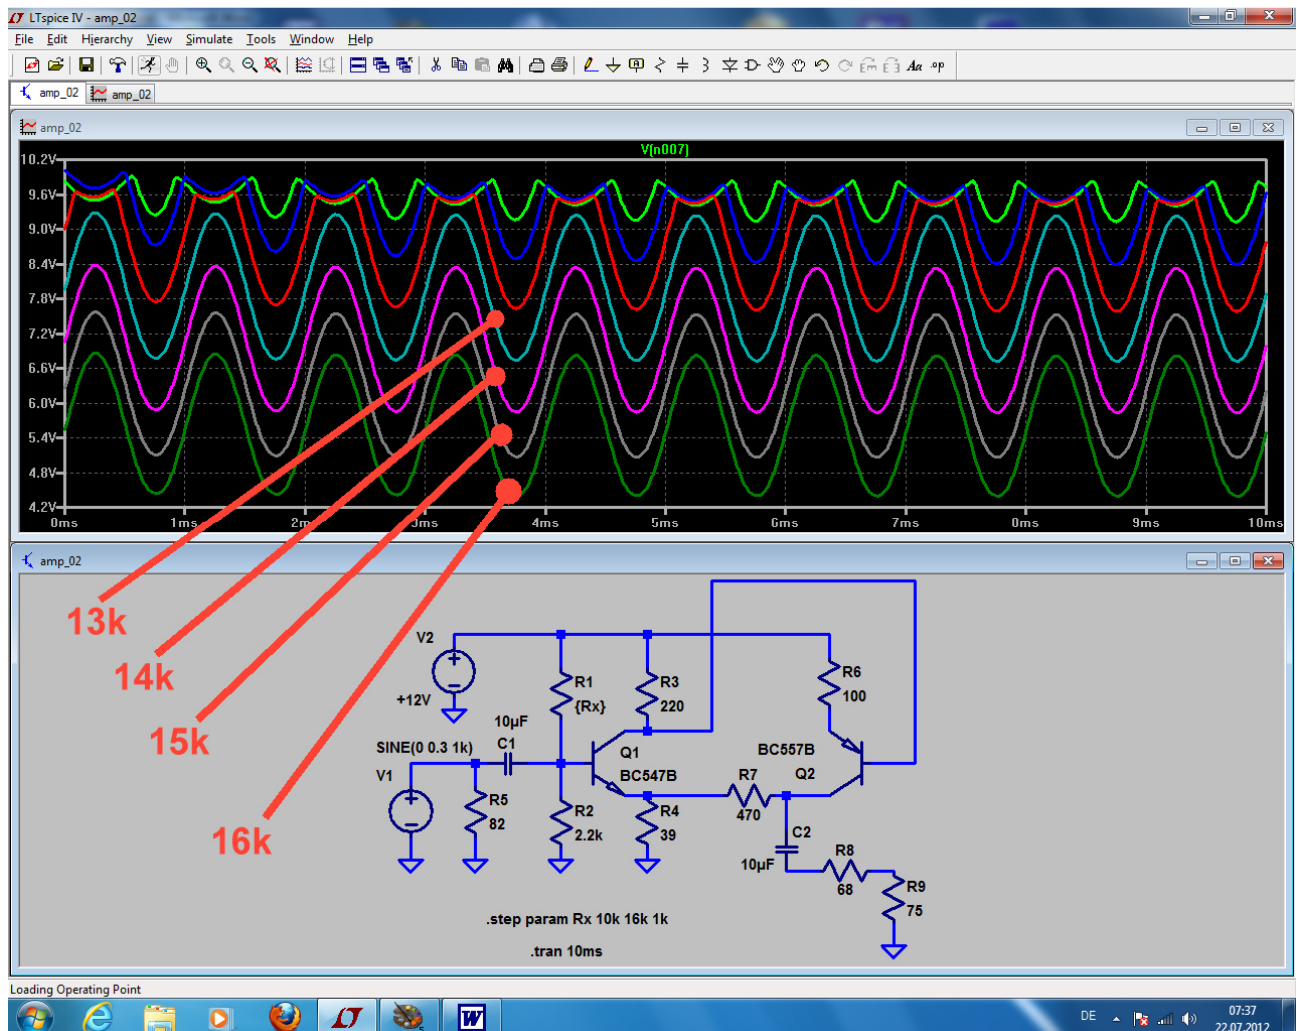 LTspice IV - amp_02
File Edit Hierarchy View Simulate Tools Window Help
amp_02 amp_02
amp_02
V(n007)
10.2V
9.6V
9.0V
8.4V
7.8V
7.2V
6.6V
6.0V
5.4V
4.8V
4.2V
0ms 1ms 2ms 3ms 4ms 5ms 6ms 7ms 8ms 9ms 10ms
13k
14k
15k
16k
amp_02
V2
+12V
R1
{Rx}
R3
220
R6
100
10µF
C1
SINE(0 0.3 1k)
V1
R5
82
Q1
BC547B
BC557B
Q2
R2
2.2k
R4
39
R7
470
C2
10µF
R8
68
R9
75
.step param Rx 10k 16k 1k
.tran 10ms
Loading Operating Point
DE 07:37
22.07.2012